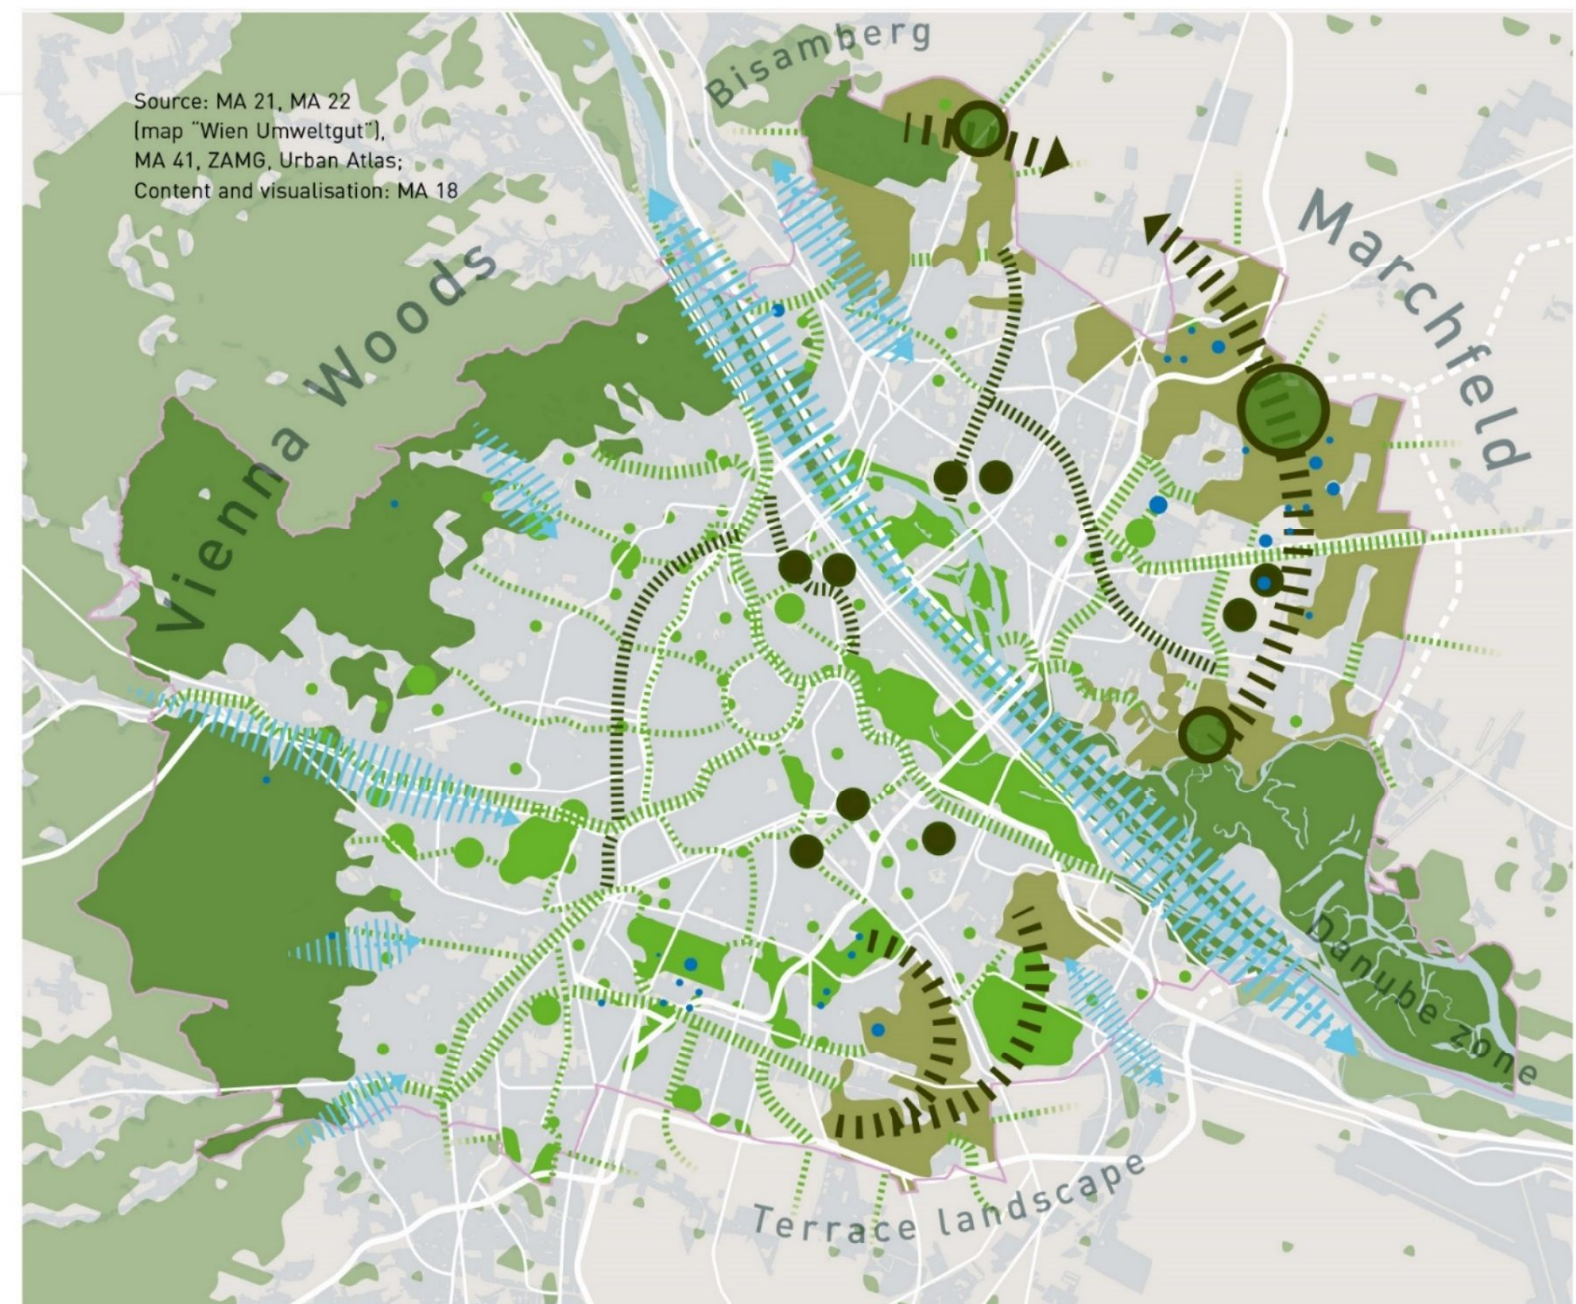 Bisamberg
Source: MA 21, MA 22
(map “Wien Umweltgut”),
MA 41, ZAMG, Urban Atlas;
Content and visualisation: MA 18
Marchfeld
Vienna Woods
Danube zone
Terrace landscape